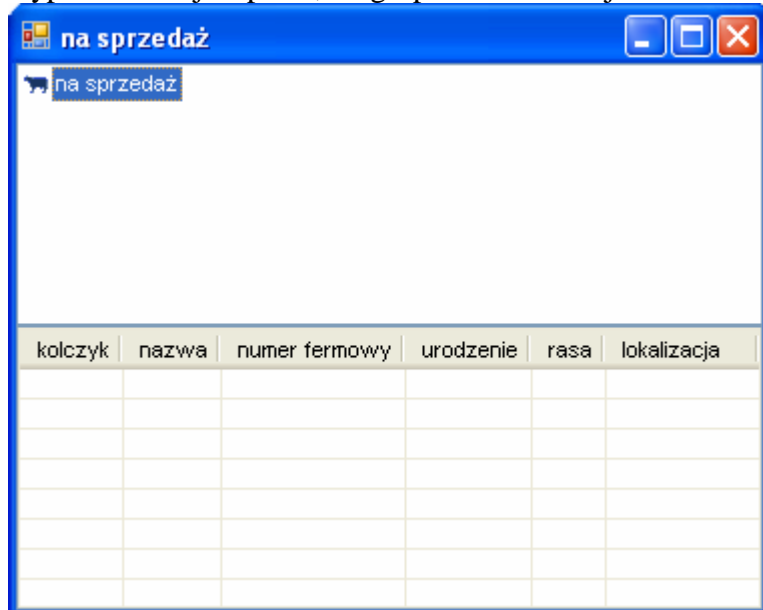 na sprzedaż
na sprzedaż
kolczyk nazwa numer fermowy urodzenie rasa lokalizacja